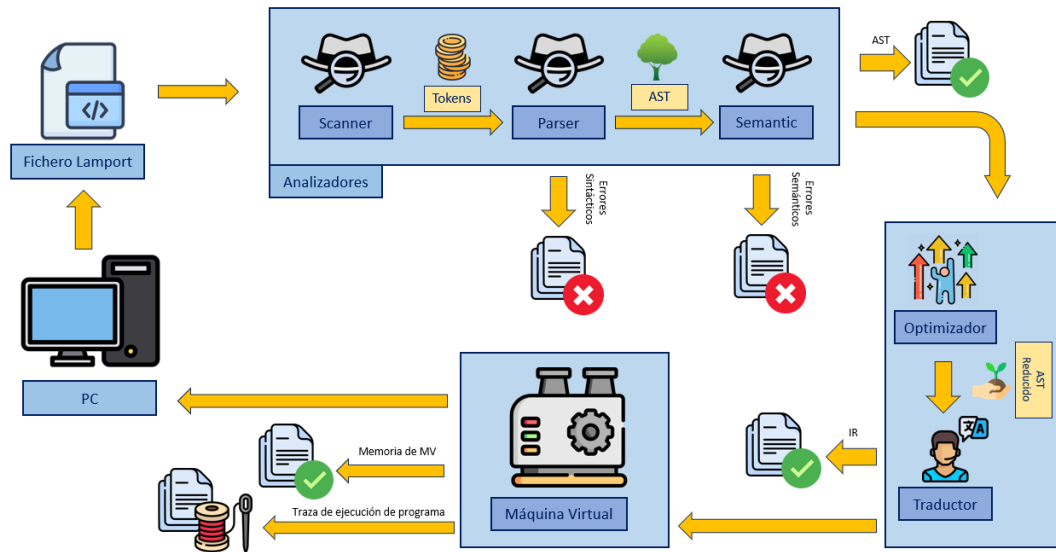 AST
Tokens
AST
Scanner
Parser
Semantic
Fichero Lamport
Analizadores
Errores
Sintácticos
Errores
Semánticos
Optimizador
AST
Reducido
PC
IR
Memoria de MV
Traductor
Traza de ejecución de programa
Máquina Virtual